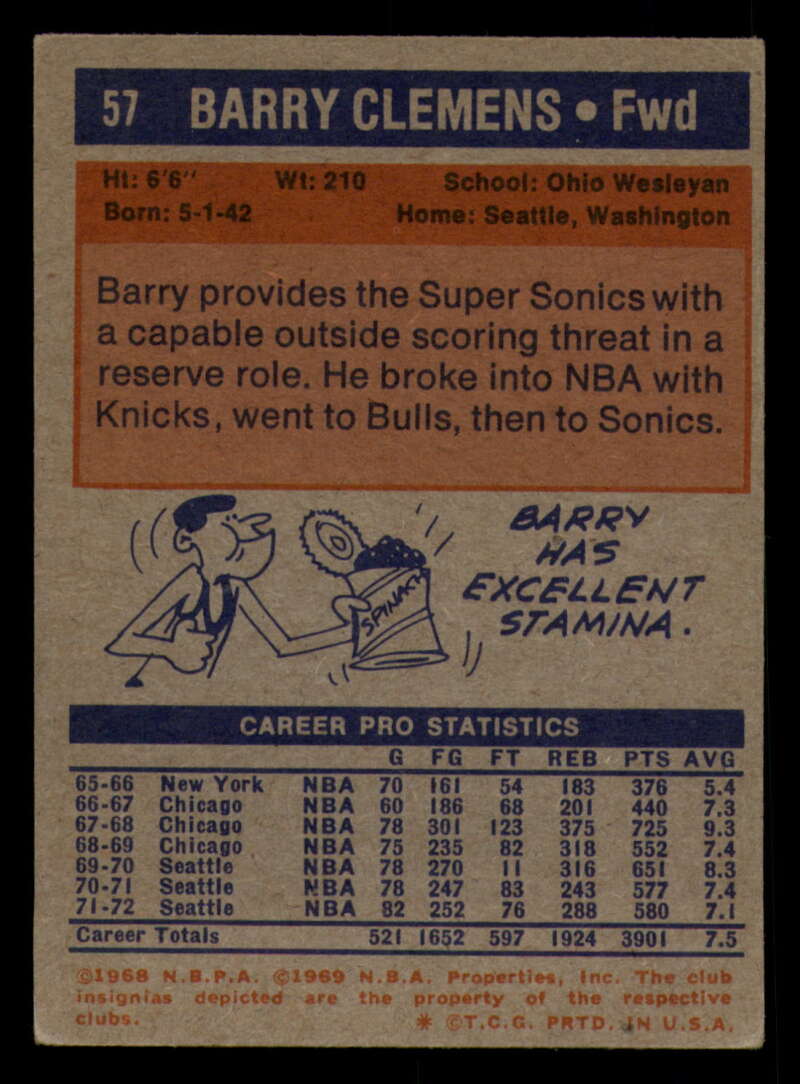 57 BARRY CLEMENS • Fwd
Ht: 6'6" Wt: 210 School: Ohio Wesleyan
Born: 5-1-42 Home: Seattle, Washington
Barry provides the Super Sonics with
a capable outside scoring threat in a
reserve role. He broke into NBA with
Knicks, went to Bulls, then to Sonics.
SPINACH
BARRY
HAS
EXCELLENT
STAMINA.
CAREER PRO STATISTICS
G FG FT REB PTS AVG
65-66 New York NBA 70 161 54 183 376 5.4
66-67 Chicago NBA 60 186 68 201 440 7.3
67-68 Chicago NBA 78 301 123 375 725 9.3
68-69 Chicago NBA 75 235 82 318 552 7.4
69-70 Seattle NBA 78 270 11 316 651 8.3
70-71 Seattle NBA 78 247 83 243 577 7.4
71-72 Seattle NBA 82 252 76 288 580 7.1
Career Totals 521 1652 597 1924 3901 7.5
©1968 N.B.P.A. ©1969 N.B.A. Properties, Inc. The club
insignias depicted are the property of the respective
clubs. * ©T.C.G. PRTD. IN U.S.A.